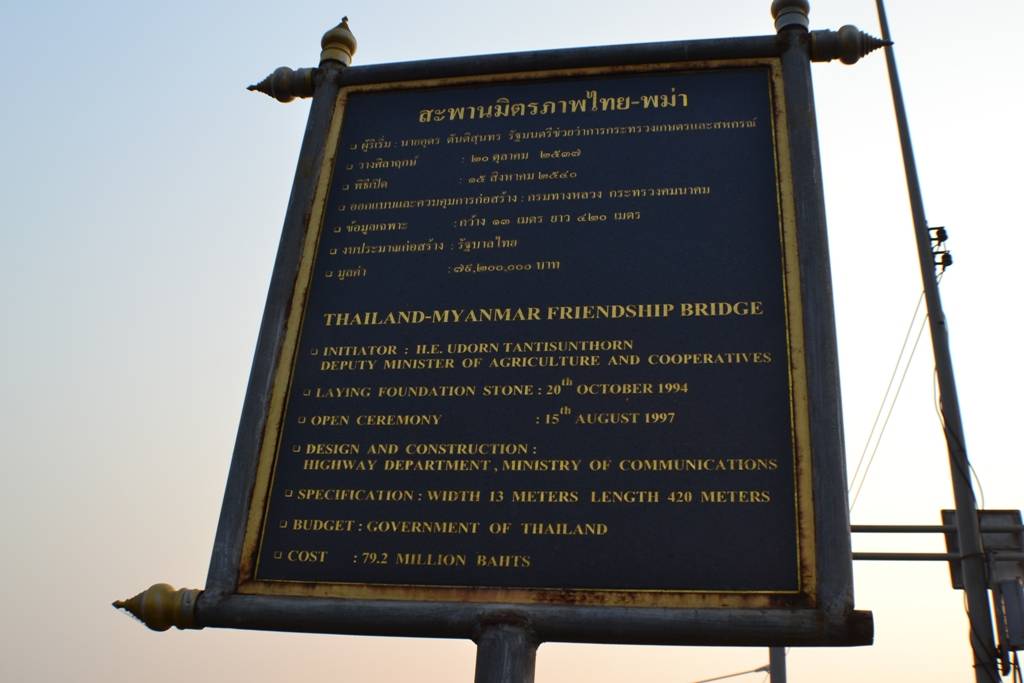 สะพานมิตรภาพไทย-พม่า
ผู้ริเริ่ม : นายอุดร ตันติสุนทร รัฐมนตรีช่วยว่าการกระทรวงเกษตรและสหกรณ์
วางศิลาฤกษ์ : ๒๐ ตุลาคม ๒๕๓๗
พิธีเปิด : ๑๕ สิงหาคม ๒๕๔๐
ออกแบบและควบคุมการก่อสร้าง : กรมทางหลวง กระทรวงคมนาคม
ข้อมูลเฉพาะ : กว้าง ๑๓ เมตร ยาว ๔๒๐ เมตร
งบประมาณก่อสร้าง : รัฐบาลไทย
มูลค่า : ๗๙,๒๐๐,๐๐๐ บาท
THAILAND-MYANMAR FRIENDSHIP BRIDGE
INITIATOR : H.E. UDORN TANTISUNTHORN
DEPUTY MINISTER OF AGRICULTURE AND COOPERATIVES
LAYING FOUNDATION STONE : 20th OCTOBER 1994
OPEN CEREMONY : 15th AUGUST 1997
DESIGN AND CONSTRUCTION :
HIGHWAY DEPARTMENT, MINISTRY OF COMMUNICATIONS
SPECIFICATION : WIDTH 13 METERS LENGTH 420 METERS
BUDGET : GOVERNMENT OF THAILAND
COST : 79.2 MILLION BAHTS